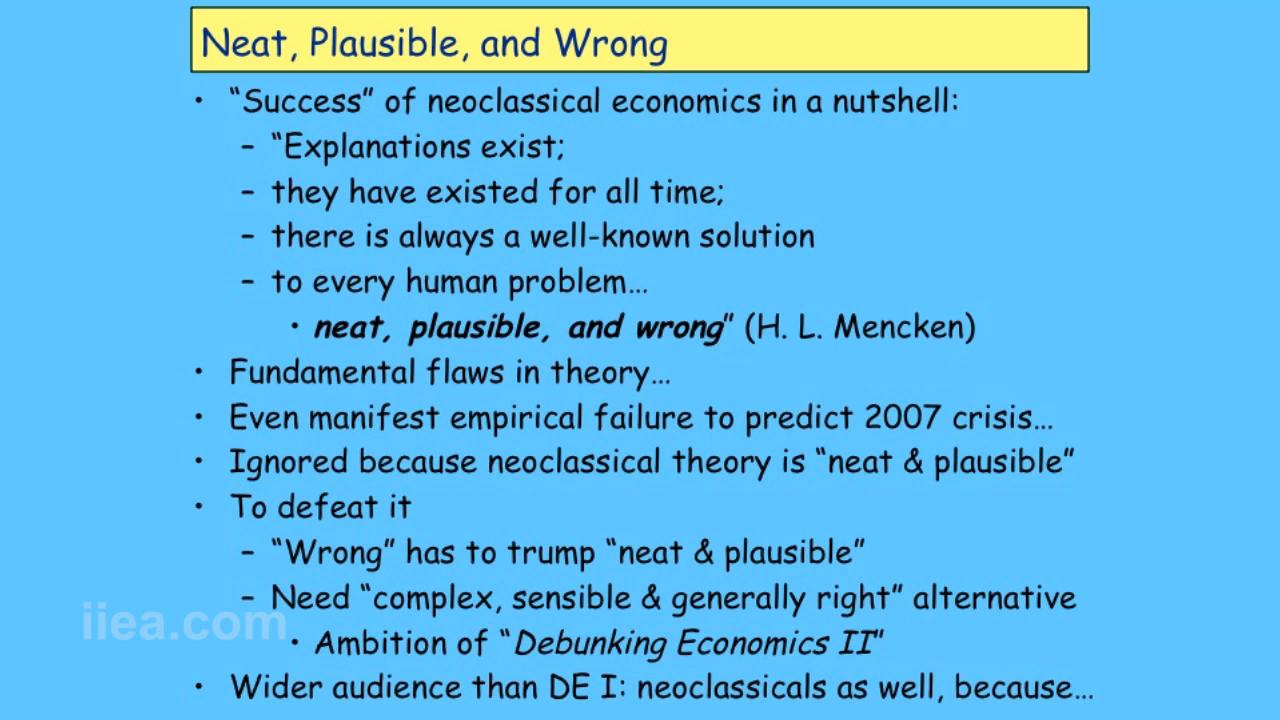 Neat, Plausible, and Wrong
• “Success” of neoclassical economics in a nutshell:
– “Explanations exist;
– they have existed for all time;
– there is always a well-known solution
– to every human problem…
• neat, plausible, and wrong” (H. L. Mencken)
• Fundamental flaws in theory…
• Even manifest empirical failure to predict 2007 crisis…
• Ignored because neoclassical theory is “neat & plausible”
• To defeat it
– “Wrong” has to trump “neat & plausible”
– Need “complex, sensible & generally right” alternative
iiea.com
• Ambition of “Debunking Economics II”
• Wider audience than DE I: neoclassicals as well, because…